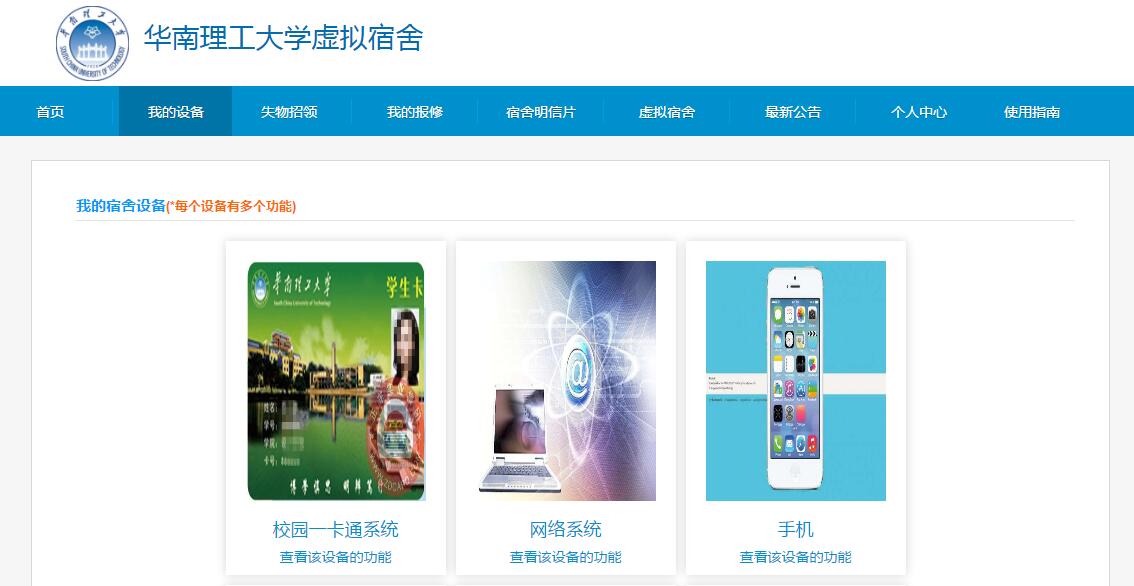 华南理工大学虚拟宿舍
SOUTH CHINA UNIVERSITY OF TECHNOLOGY
首页 我的设备 失物招领 我的报修 宿舍明信片 虚拟宿舍 最新公告 个人中心 使用指南
我的宿舍设备(*每个设备有多个功能)
华南理工大学
South China University of Technology
学生卡
姓名:
学号:
学院:
卡号:
博学慎思 明辨笃行
@
校园一卡通系统 网络系统 手机
查看该设备的功能 查看该设备的功能 查看该设备的功能